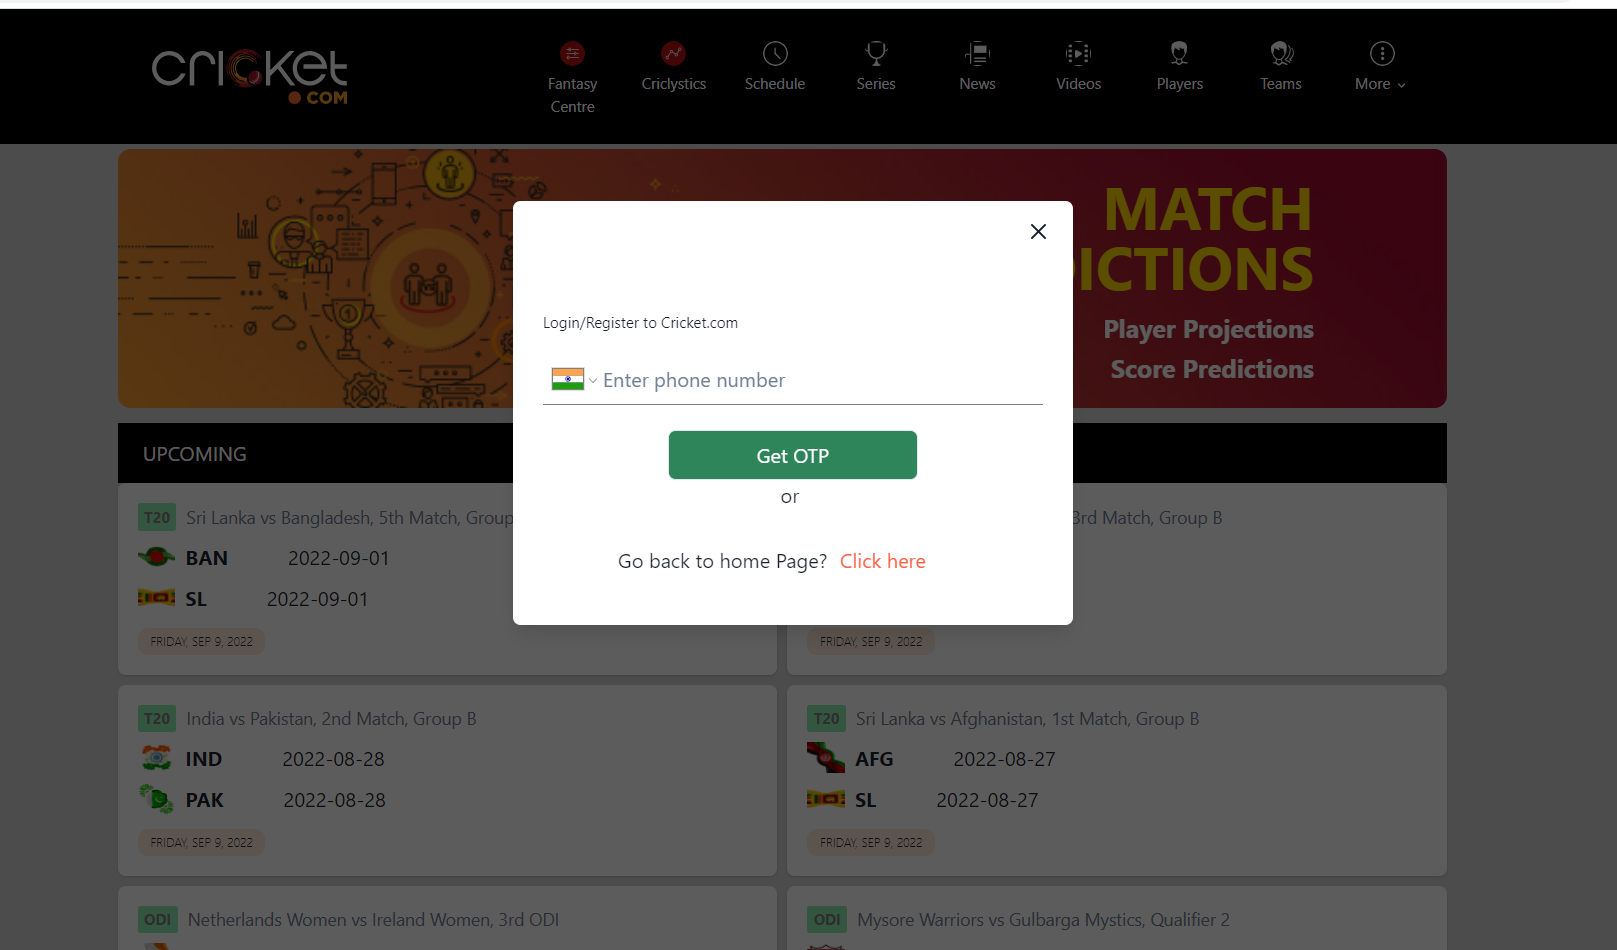 cricket
COM
Fantasy
Centre
Criclystics
Schedule
Series
News
Videos
Players
Teams
More
MATCH
DICTIONS
Player Projections
Score Predictions
Login/Register to Cricket.com
Enter phone number
Get OTP
or
Go back to home Page? Click here
UPCOMING
T20 Sri Lanka vs Bangladesh, 5th Match, Group
BAN 2022-09-01
SL 2022-09-01
FRIDAY, SEP 9, 2022
3rd Match, Group B
FRIDAY, SEP 9, 2022
T20 India vs Pakistan, 2nd Match, Group B
IND 2022-08-28
PAK 2022-08-28
FRIDAY, SEP 9, 2022
T20 Sri Lanka vs Afghanistan, 1st Match, Group B
AFG 2022-08-27
SL 2022-08-27
FRIDAY, SEP 9, 2022
ODI Netherlands Women vs Ireland Women, 3rd ODI
ODI Mysore Warriors vs Gulbarga Mystics, Qualifier 2